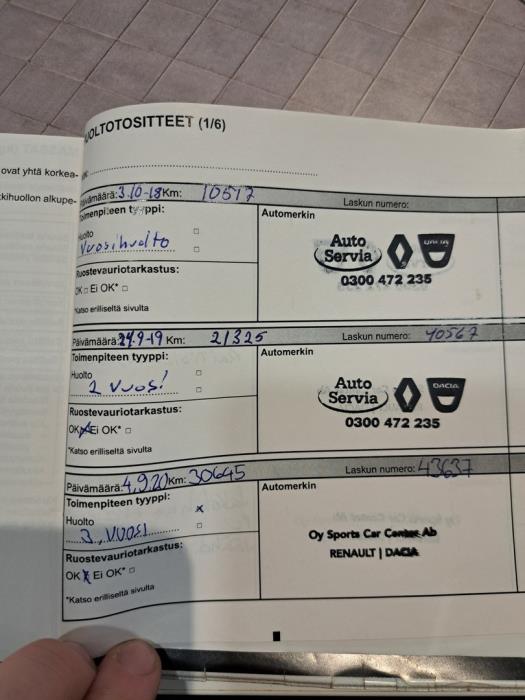 HUOLTOTOSITTEET (1/6)
ovat yhtä korkea-
kihuollon alkupe-
Päivämäärä: 3.10-18 Km: 10517
Laskun numero:
Toimenpiteen tyyppi:
Automerkin
Huolto
Vuosihuolto
Auto
Servia
DACIA
0300 472 235
Ruostevauriotarkastus:
OK Ei OK*
*Katso erilliseltä sivulta
Päivämäärä: 24.9-19 Km: 21325
Laskun numero: 40567
Toimenpiteen tyyppi:
Automerkin
Huolto
2 vuos!
Auto
Servia
DACIA
0300 472 235
Ruostevauriotarkastus:
OK X Ei OK*
*Katso erilliseltä sivulta
Päivämäärä: 4,9,20 Km: 30645
Laskun numero: 43637
Toimenpiteen tyyppi:
Automerkin
Huolto x
3, VUOSI
Oy Sports Car Center Ab
RENAULT | DACIA
Ruostevauriotarkastus:
OK X Ei OK*
*Katso erilliseltä sivulta